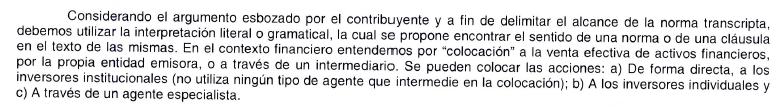 Considerando el argumento esbozado por el contribuyente y a fin de delimitar el alcance de la norma transcripta,
debemos utilizar la interpretación literal o gramatical, la cual se propone encontrar el sentido de una norma o de una cláusula
en el texto de las mismas. En el contexto financiero entendemos por "colocación" a la venta efectiva de activos financieros,
por la propia entidad emisora, o a través de un intermediario. Se pueden colocar las acciones: a) De forma directa, a los
inversores institucionales (no utiliza ningún tipo de agente que intermedie en la colocación); b) A los inversores individuales y
c) A través de un agente especialista.